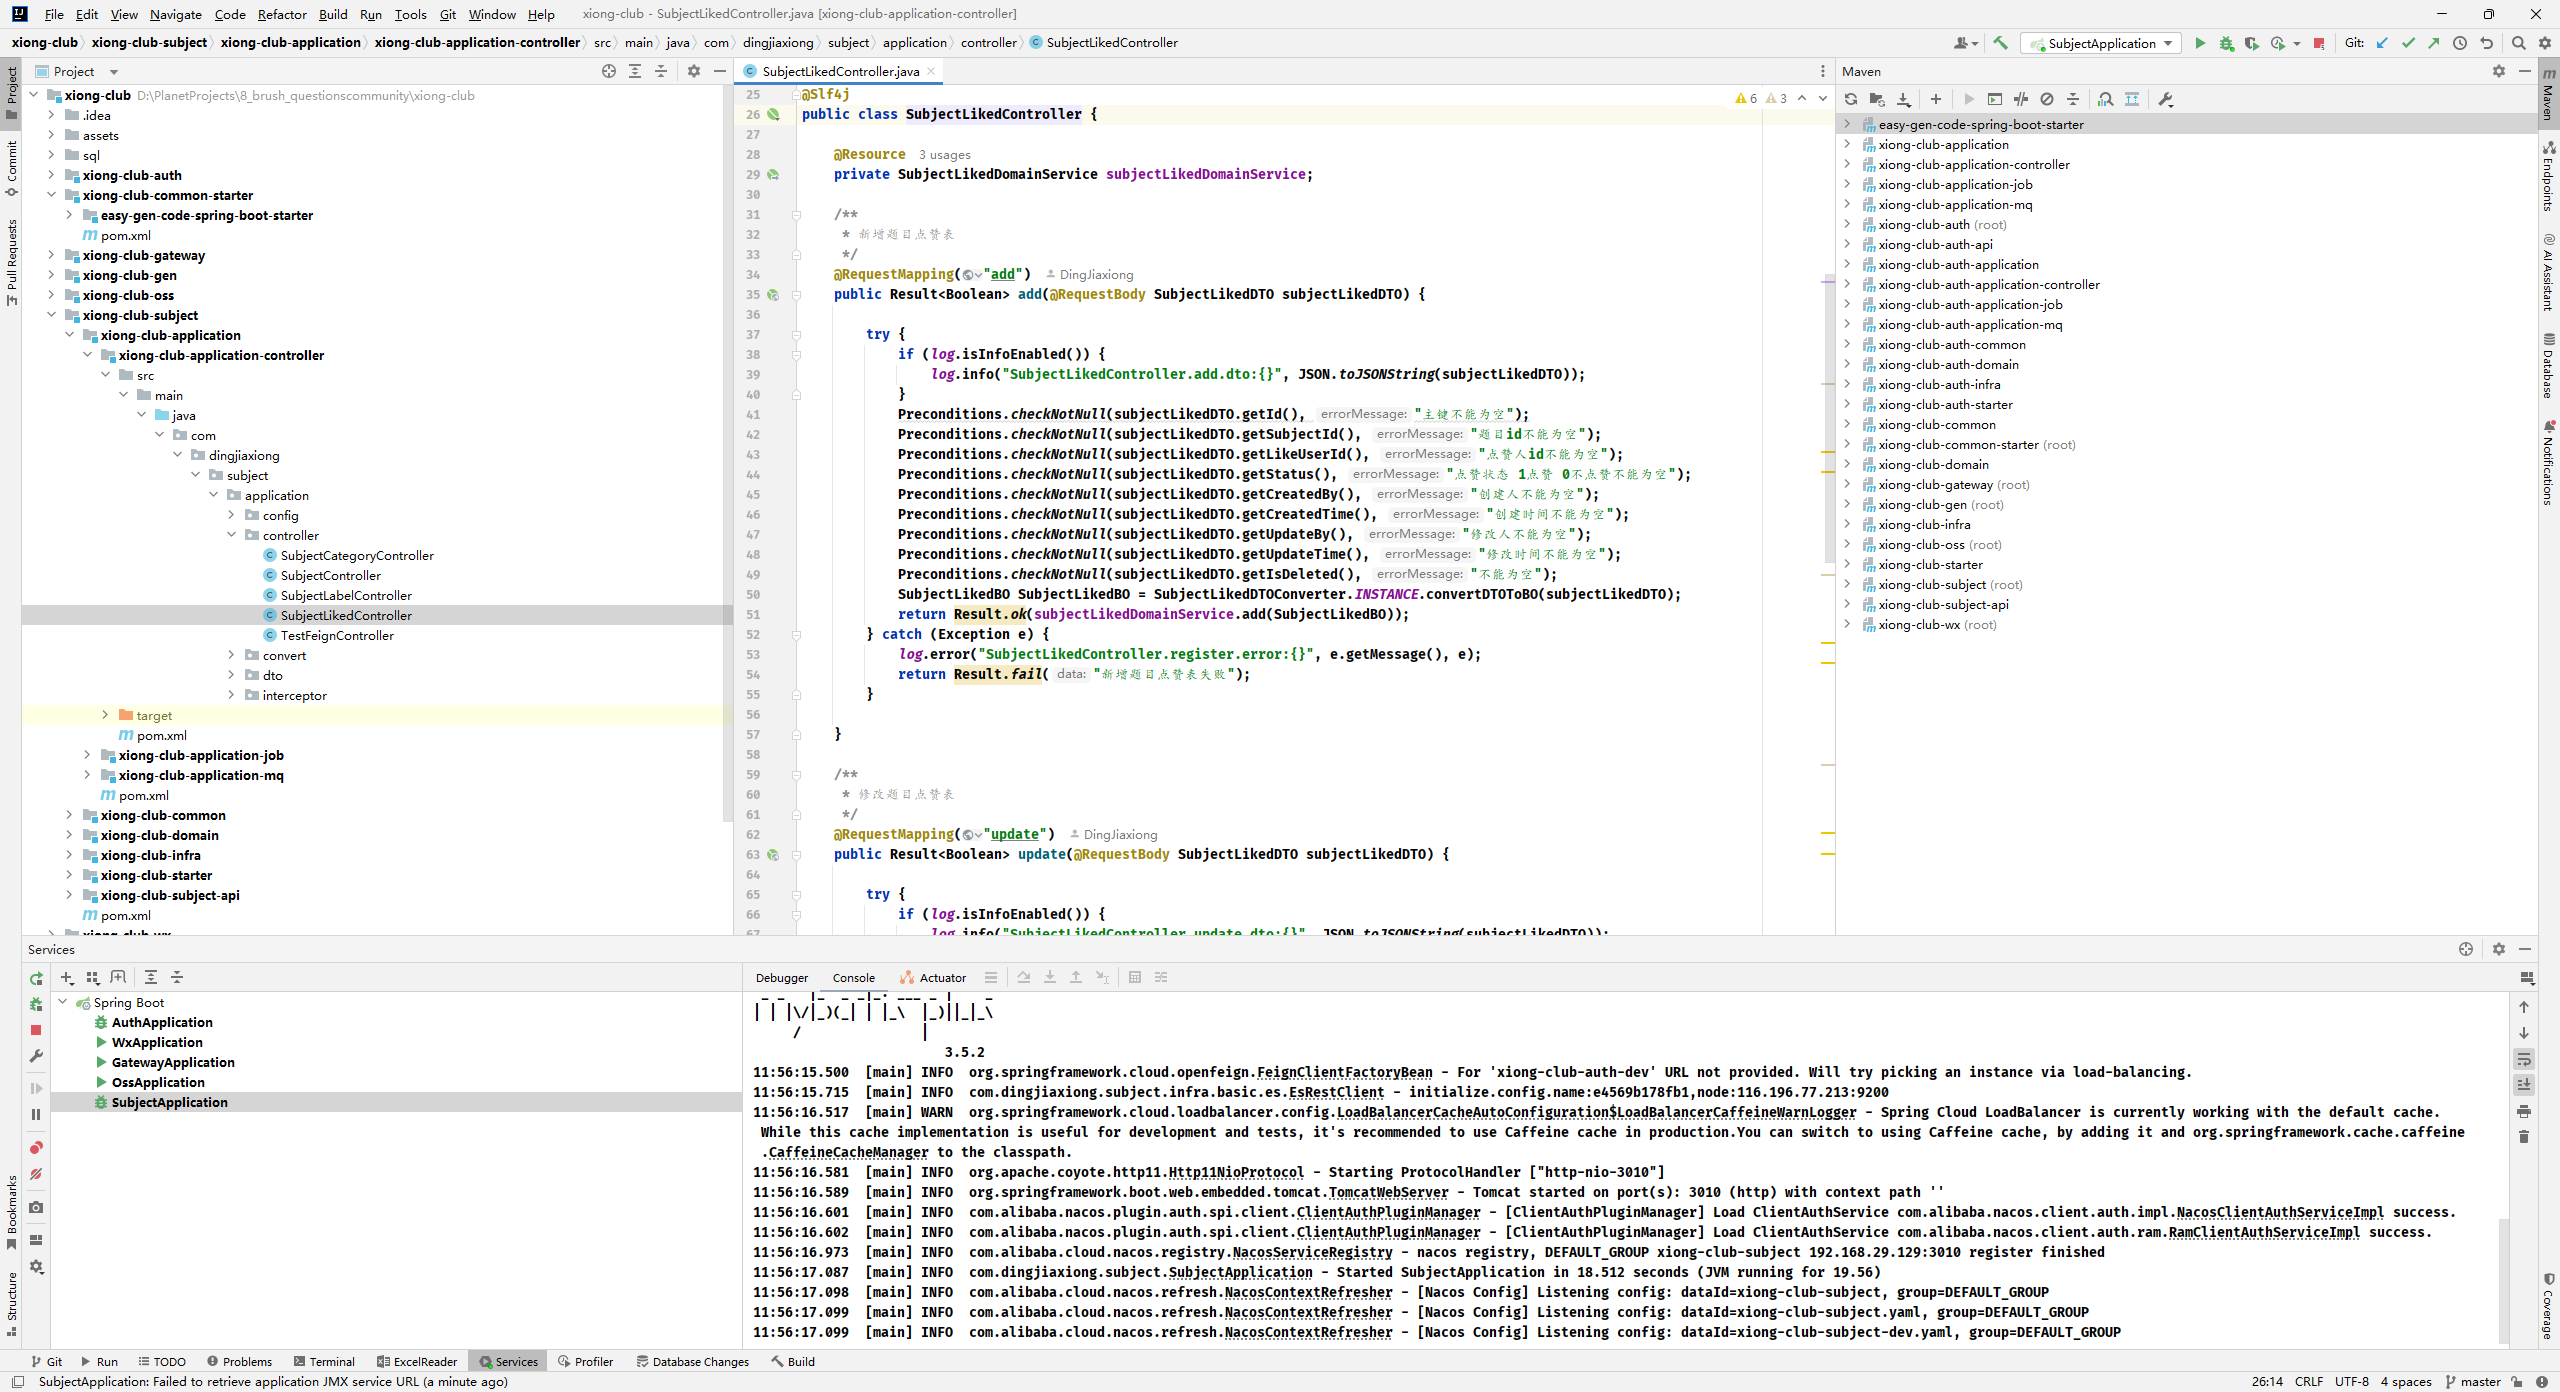 File Edit View Navigate Code Refactor Build Run Tools Git Window Help xiong-club - SubjectLikedController.java [xiong-club-application-controller]
xiong-club xiong-club-subject xiong-club-application xiong-club-application-controller src main java com dingjiaxiong subject application controller SubjectLikedController SubjectApplication Git:
Project
Commit
Pull Requests
Bookmarks
Structure
Project
xiong-club D:\PlanetProjects\8_brush_questionscommunity\xiong-club
.idea
assets
sql
xiong-club-auth
xiong-club-common-starter
easy-gen-code-spring-boot-starter
pom.xml
xiong-club-gateway
xiong-club-gen
xiong-club-oss
xiong-club-subject
xiong-club-application
xiong-club-application-controller
src
main
java
com
dingjiaxiong
subject
application
config
controller
SubjectCategoryController
SubjectController
SubjectLabelController
SubjectLikedController
TestFeignController
convert
dto
interceptor
target
pom.xml
xiong-club-application-job
xiong-club-application-mq
pom.xml
xiong-club-common
xiong-club-domain
xiong-club-infra
xiong-club-starter
xiong-club-subject-api
pom.xml
xiong-club-wx
SubjectLikedController.java
6 3
25 @Slf4j
26 public class SubjectLikedController {
27
28 @Resource 3 usages
29 private SubjectLikedDomainService subjectLikedDomainService;
30
31 /**
32 * 新增题目点赞表
33 */
34 @RequestMapping("add") DingJiaxiong
35 public Result<Boolean> add(@RequestBody SubjectLikedDTO subjectLikedDTO) {
36
37 try {
38 if (log.isInfoEnabled()) {
39 log.info("SubjectLikedController.add.dto:{}", JSON.toJSONString(subjectLikedDTO));
40 }
41 Preconditions.checkNotNull(subjectLikedDTO.getId(), errorMessage: "主键不能为空");
42 Preconditions.checkNotNull(subjectLikedDTO.getSubjectId(), errorMessage: "题目id不能为空");
43 Preconditions.checkNotNull(subjectLikedDTO.getLikeUserId(), errorMessage: "点赞人id不能为空");
44 Preconditions.checkNotNull(subjectLikedDTO.getStatus(), errorMessage: "点赞状态 1点赞 0不点赞不能为空");
45 Preconditions.checkNotNull(subjectLikedDTO.getCreatedBy(), errorMessage: "创建人不能为空");
46 Preconditions.checkNotNull(subjectLikedDTO.getCreatedTime(), errorMessage: "创建时间不能为空");
47 Preconditions.checkNotNull(subjectLikedDTO.getUpdateBy(), errorMessage: "修改人不能为空");
48 Preconditions.checkNotNull(subjectLikedDTO.getUpdateTime(), errorMessage: "修改时间不能为空");
49 Preconditions.checkNotNull(subjectLikedDTO.getIsDeleted(), errorMessage: "不能为空");
50 SubjectLikedBO SubjectLikedBO = SubjectLikedDTOConverter.INSTANCE.convertDTOToBO(subjectLikedDTO);
51 return Result.ok(subjectLikedDomainService.add(SubjectLikedBO));
52 } catch (Exception e) {
53 log.error("SubjectLikedController.register.error:{}", e.getMessage(), e);
54 return Result.fail( data: "新增题目点赞表失败");
55 }
56
57 }
58
59 /**
60 * 修改题目点赞表
61 */
62 @RequestMapping("update") DingJiaxiong
63 public Result<Boolean> update(@RequestBody SubjectLikedDTO subjectLikedDTO) {
64
65 try {
66 if (log.isInfoEnabled()) {
67 log.info("SubjectLikedController.update.dto:{}", JSON.toJSONString(subjectLikedDTO));
Maven
easy-gen-code-spring-boot-starter
xiong-club-application
xiong-club-application-controller
xiong-club-application-job
xiong-club-application-mq
xiong-club-auth (root)
xiong-club-auth-api
xiong-club-auth-application
xiong-club-auth-application-controller
xiong-club-auth-application-job
xiong-club-auth-application-mq
xiong-club-auth-common
xiong-club-auth-domain
xiong-club-auth-infra
xiong-club-auth-starter
xiong-club-common
xiong-club-common-starter (root)
xiong-club-domain
xiong-club-gateway (root)
xiong-club-gen (root)
xiong-club-infra
xiong-club-oss (root)
xiong-club-starter
xiong-club-subject (root)
xiong-club-subject-api
xiong-club-wx (root)
Maven
Endpoints
AI Assistant
Database
Notifications
Coverage
Services
Spring Boot
AuthApplication
WxApplication
GatewayApplication
OssApplication
SubjectApplication
Debugger Console Actuator
3.5.2
11:56:15.500 [main] INFO org.springframework.cloud.openfeign.FeignClientFactoryBean - For 'xiong-club-auth-dev' URL not provided. Will try picking an instance via load-balancing.
11:56:15.715 [main] INFO com.dingjiaxiong.subject.infra.basic.es.EsRestClient - initialize.config.name:e4569b178fb1,node:116.196.77.213:9200
11:56:16.517 [main] WARN org.springframework.cloud.loadbalancer.config.LoadBalancerCacheAutoConfiguration$LoadBalancerCaffeineWarnLogger - Spring Cloud LoadBalancer is currently working with the default cache.
While this cache implementation is useful for development and tests, it's recommended to use Caffeine cache in production.You can switch to using Caffeine cache, by adding it and org.springframework.cache.caffeine
.CaffeineCacheManager to the classpath.
11:56:16.581 [main] INFO org.apache.coyote.http11.Http11NioProtocol - Starting ProtocolHandler ["http-nio-3010"]
11:56:16.589 [main] INFO org.springframework.boot.web.embedded.tomcat.TomcatWebServer - Tomcat started on port(s): 3010 (http) with context path ''
11:56:16.601 [main] INFO com.alibaba.nacos.plugin.auth.spi.client.ClientAuthPluginManager - [ClientAuthPluginManager] Load ClientAuthService com.alibaba.nacos.client.auth.impl.NacosClientAuthServiceImpl success.
11:56:16.602 [main] INFO com.alibaba.nacos.plugin.auth.spi.client.ClientAuthPluginManager - [ClientAuthPluginManager] Load ClientAuthService com.alibaba.nacos.client.auth.ram.RamClientAuthServiceImpl success.
11:56:16.973 [main] INFO com.alibaba.cloud.nacos.registry.NacosServiceRegistry - nacos registry, DEFAULT_GROUP xiong-club-subject 192.168.29.129:3010 register finished
11:56:17.087 [main] INFO com.dingjiaxiong.subject.SubjectApplication - Started SubjectApplication in 18.512 seconds (JVM running for 19.56)
11:56:17.098 [main] INFO com.alibaba.cloud.nacos.refresh.NacosContextRefresher - [Nacos Config] Listening config: dataId=xiong-club-subject, group=DEFAULT_GROUP
11:56:17.099 [main] INFO com.alibaba.cloud.nacos.refresh.NacosContextRefresher - [Nacos Config] Listening config: dataId=xiong-club-subject.yaml, group=DEFAULT_GROUP
11:56:17.099 [main] INFO com.alibaba.cloud.nacos.refresh.NacosContextRefresher - [Nacos Config] Listening config: dataId=xiong-club-subject-dev.yaml, group=DEFAULT_GROUP
Git Run TODO Problems Terminal ExcelReader Services Profiler Database Changes Build
SubjectApplication: Failed to retrieve application JMX service URL (a minute ago) 26:14 CRLF UTF-8 4 spaces master